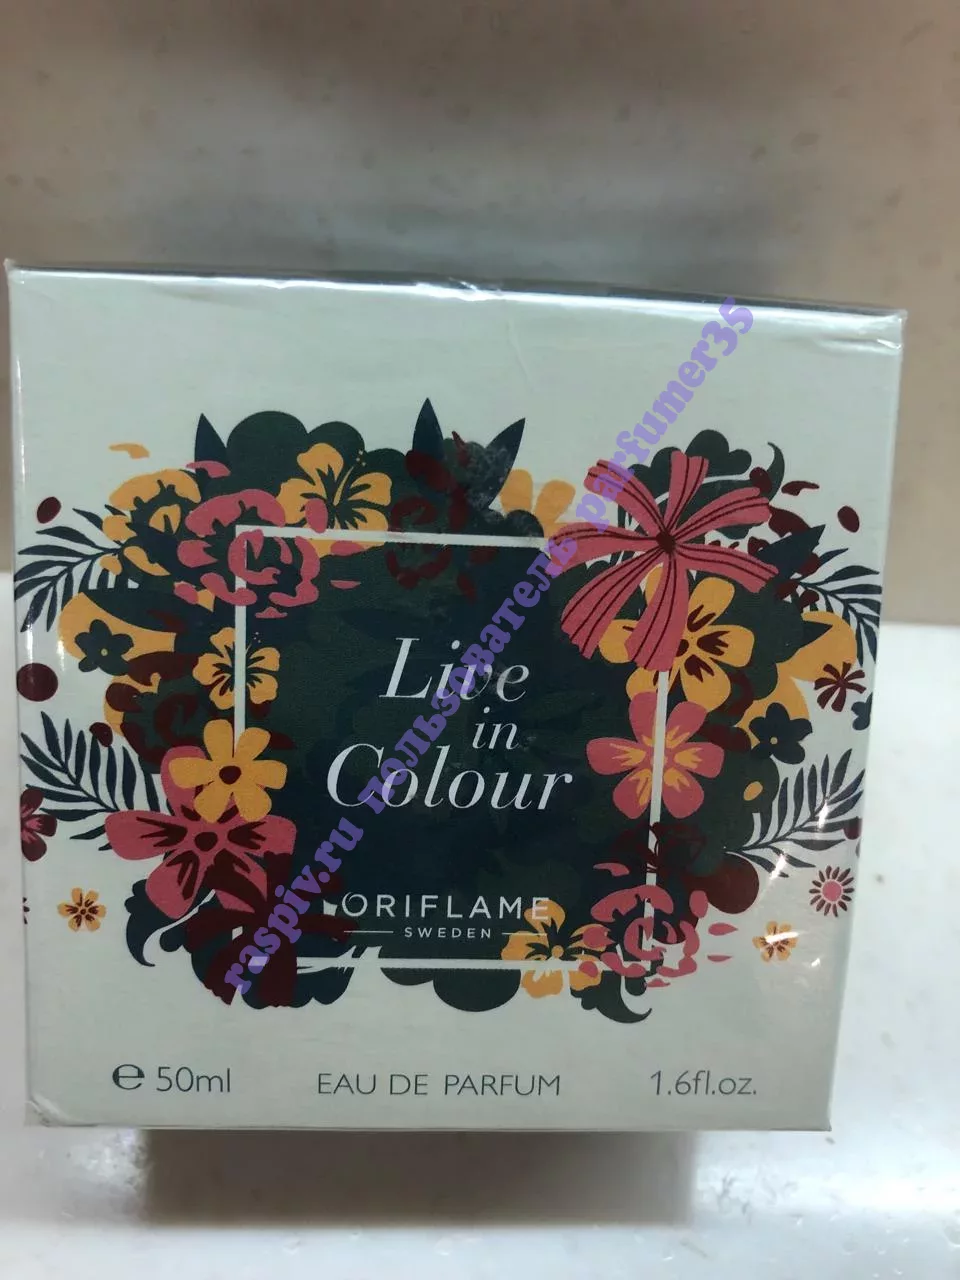 Live
in
Colour
ORIFLAME
SWEDEN
℮ 50ml EAU DE PARFUM 1.6fl.oz.
raspiv.ru Пользователь parfumer35